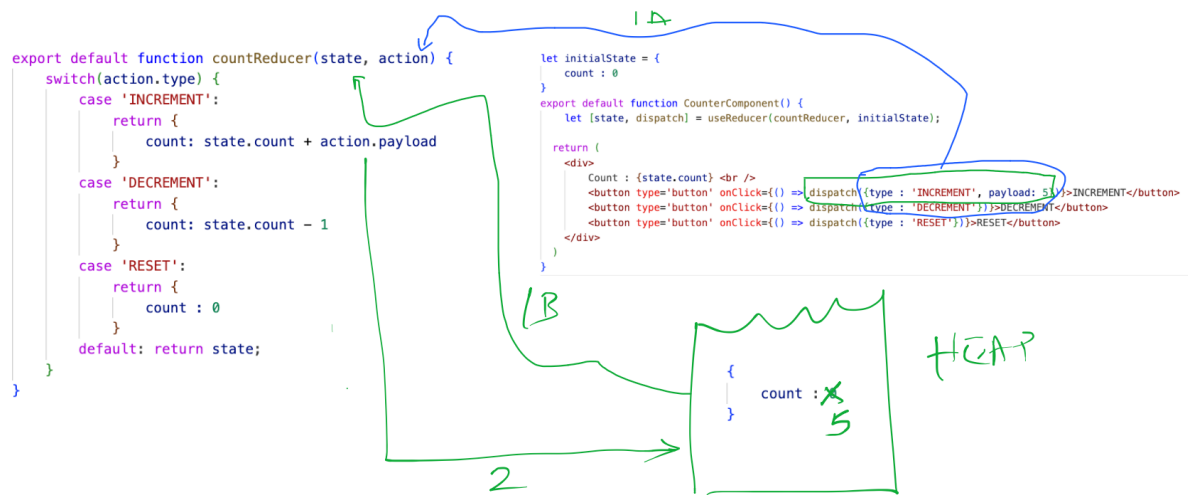 1A
export default function countReducer(state, action) {
    switch(action.type) {
        case 'INCREMENT':
            return {
                count: state.count + action.payload
            }
        case 'DECREMENT':
            return {
                count: state.count - 1
            }
        case 'RESET':
            return {
                count : 0
            }
        default: return state;
    }
}
let initialState = {
    count : 0
}
export default function CounterComponent() {
    let [state, dispatch] = useReducer(countReducer, initialState);
  return (
    <div>
        Count : {state.count} <br />
        <button type='button' onClick={() => dispatch({type : 'INCREMENT', payload: 5})}>INCREMENT</button>
        <button type='button' onClick={() => dispatch({type : 'DECREMENT'})}>DECREMENT</button>
        <button type='button' onClick={() => dispatch({type : 'RESET'})}>RESET</button>
    </div>
  )
}
1B
HEAP
{
    count :
5
}
2